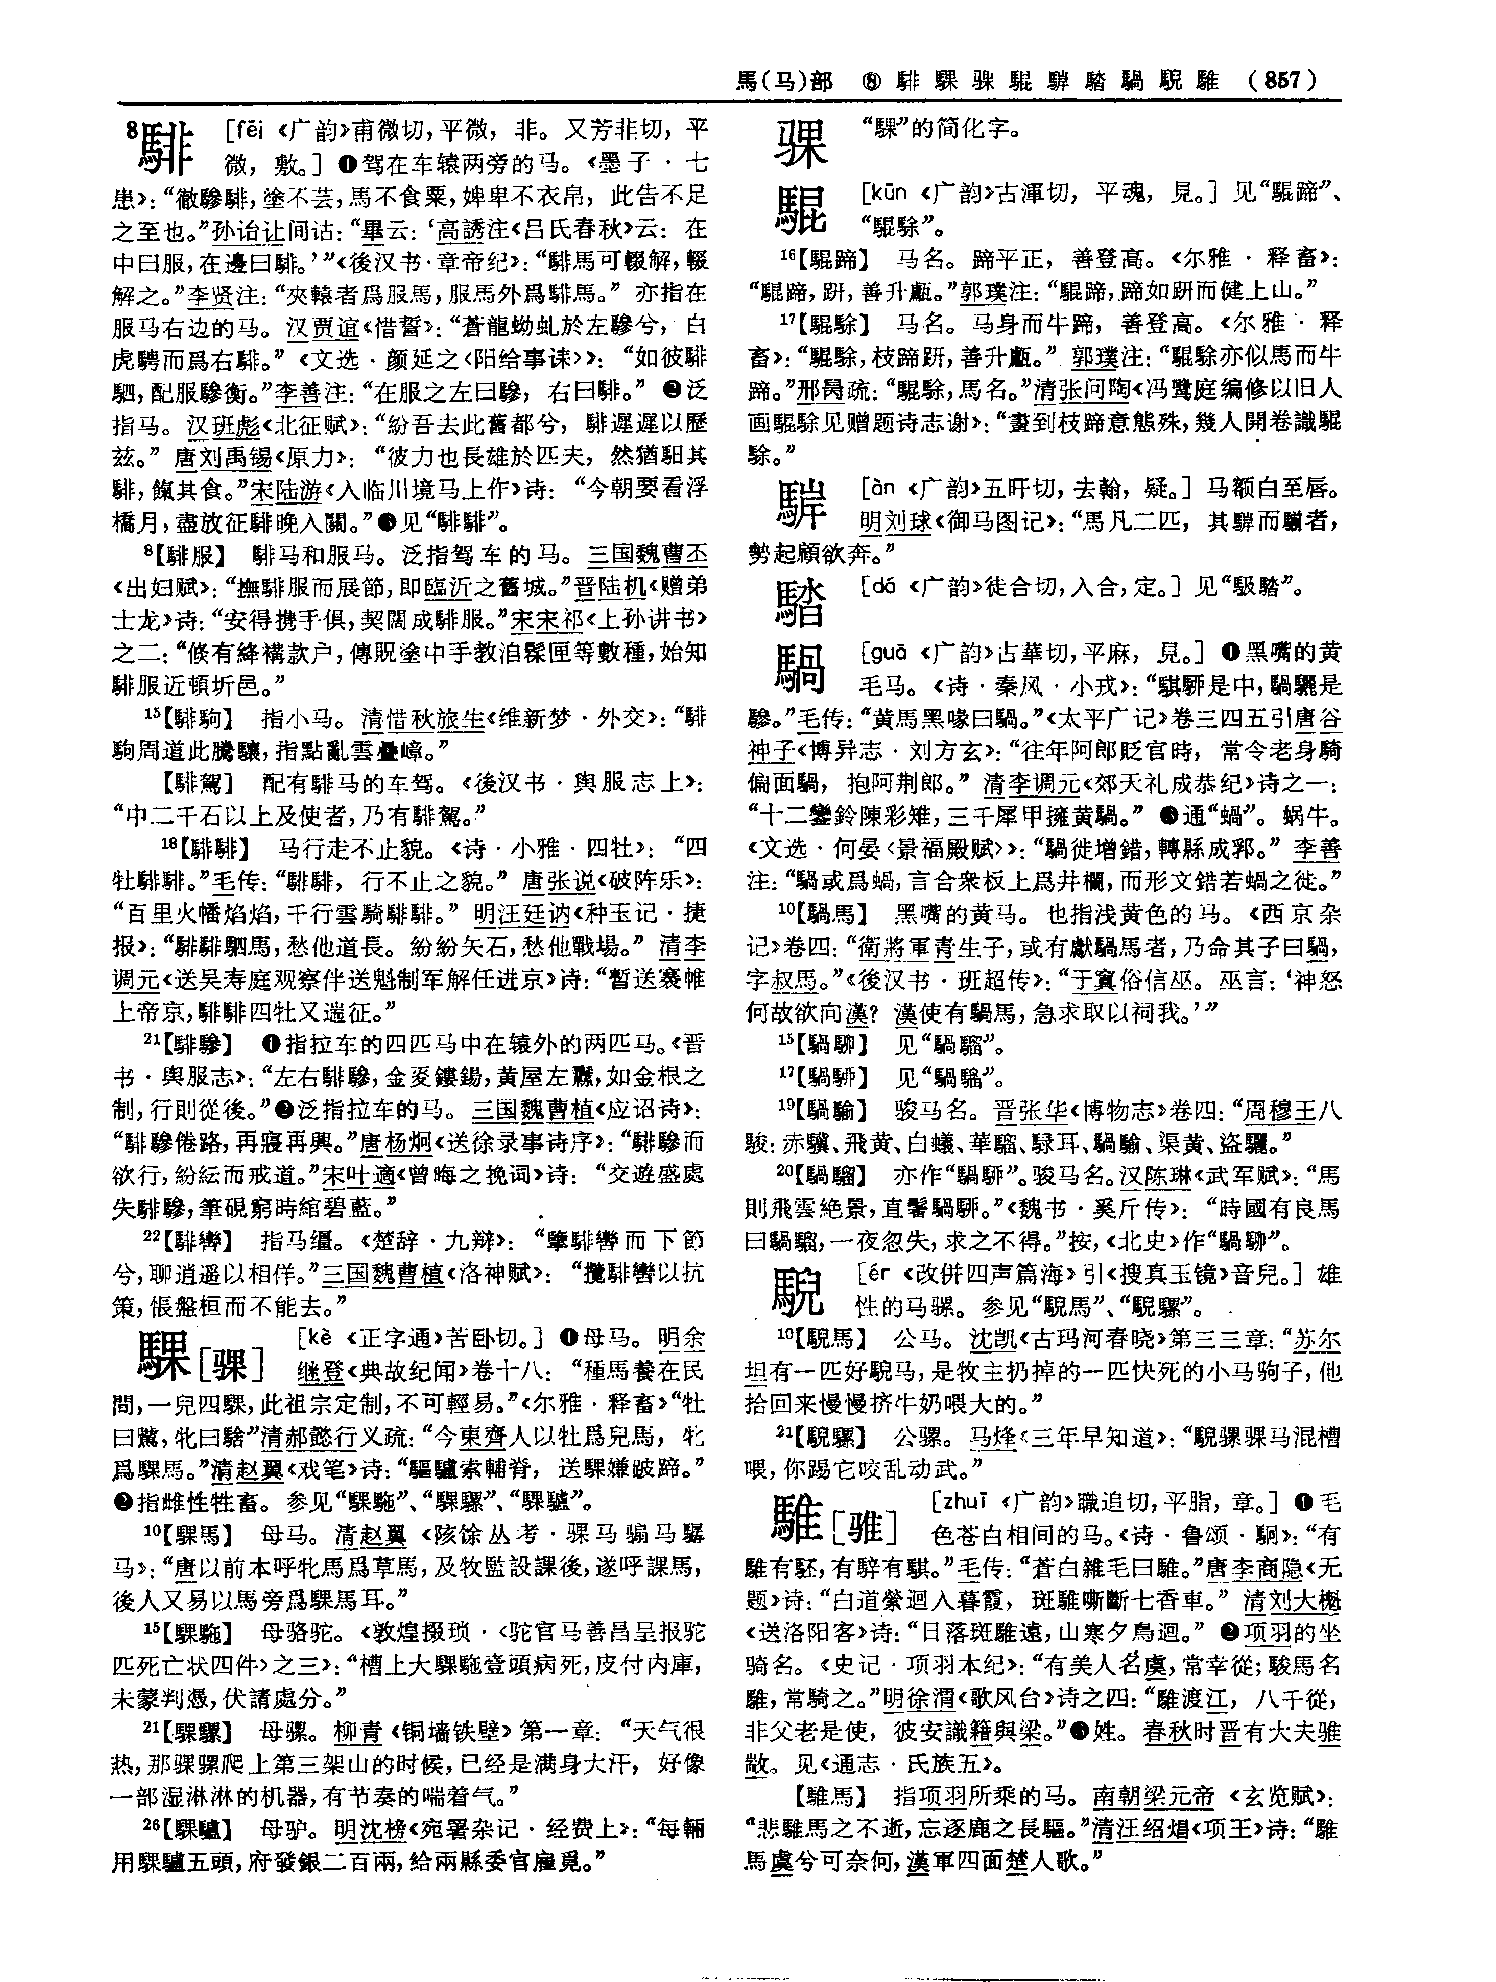 馬(马)部 ⑧ 騑 騍 骒 騉 騂 騇 騧 騩 騅 (857)
8騑 [fēi《广韵》甫微切,平微,非。又芳非切,平
微,敷。]❶驾在车辕两旁的马。《墨子·七
患》:“徹驂騑,塗不芸,馬不食粟,婢妾不衣帛,此告不足
之至也。”孙诒让间诂:“畢云:‘高誘注《吕氏春秋》云:在
中曰服,在邊曰騑。’”《後汉书·章帝纪》:“騑馬可輟解,輟
解之。”李贤注:“夾轅者爲服馬,服馬外爲騑馬。”亦指在
服马右边的马。汉贾谊《惜誓》:“蒼龍蚴虬於左驂兮,白
虎騁而爲右騑。”《文选·颜延之〈阳给事诔〉》:“如彼騑
駟,配服驂衡。”李善注:“在服之左曰驂,右曰騑。”❷泛
指马。汉班彪《北征赋》:“紛吾去此舊都兮,騑遲遲以歷
兹。”唐刘禹锡《原力》:“彼力也長雄於匹夫,然猶馹其
騑,餼其食。”宋陆游《入临川境马上作》诗:“今朝要看浮
橋月,盡放征騑晚入關。”❸见“騑騑”。
8【騑服】 騑马和服马。泛指驾车的马。三国魏曹丕
《出妇赋》:“撫騑服而展節,即臨沂之舊城。”晋陆机《赠弟
士龙》诗:“安得携手俱,契闊成騑服。”宋宋祁《上孙讲书》
之二:“倏有絳褠款户,傳貺塗中手教洎髹匣等數種,始知
騑服近頓圻邑。”
15【騑駒】 指小马。清惜秋旅生《维新梦·外交》:“騑
駒周道此騰驤,指點亂雲疊嶂。”
【騑駕】 配有騑马的车驾。《後汉书·舆服志上》:
“中二千石以上及使者,乃有騑駕。”
18【騑騑】 马行走不止貌。《诗·小雅·四牡》:“四
牡騑騑。”毛传:“騑騑,行不止之貌。”唐张说《破阵乐》:
“百里火幡焰焰,千行雲騎騑騑。”明汪廷讷《种玉记·捷
报》:“騑騑駟馬,愁他道長。紛紛矢石,愁他戰場。”清李
调元《送吴寿庭观察伴送魁制军解任进京》诗:“暫送褰帷
上帝京,騑騑四牡又遄征。”
21【騑驂】 ❶指拉车的四匹马中在辕外的两匹马。《晋
书·舆服志》:“左右騑驂,金㚇鏤鍚,黄屋左纛,如金根之
制,行則從後。”❷泛指拉车的马。三国魏曹植《应诏诗》:
“騑驂倦路,再寢再興。”唐杨炯《送徐录事诗序》:“騑驂而
欲行,紛紜而戒道。”宋叶適《曾晦之挽词》诗:“交遊盛處
失騑驂,筆硯窮時綰碧藍。”
22【騑轡】 指马缰。《楚辞·九辩》:“擥騑轡而下節
兮,聊逍遥以相佯。”三国魏曹植《洛神赋》:“攬騑轡以抗
策,悵盤桓而不能去。”
騍[骒] [kè《正字通》苦卧切。]❶母马。明余
继登《典故纪闻》卷十八:“種馬養在民
間,一兒四騍,此祖宗定制,不可輕易。”《尔雅·释畜》“牡
曰騭,牝曰騇”清郝懿行义疏:“今東齊人以牡爲兒馬,牝
爲騍馬。”清赵翼《戏笔》诗:“驅驢索輔脊,送騍嫌跛蹄。”
❷指雌性牲畜。参见“騍駞”、“騍騾”、“騍驢”。
10【騍馬】 母马。清赵翼《陔馀丛考·骒马骟马驏
马》:“唐以前本呼牝馬爲草馬,及牧監設課後,遂呼課馬,
後人又易以馬旁爲騍馬耳。”
15【騍駞】 母骆驼。《敦煌掇琐·〈驼官马善昌呈报驼
匹死亡状四件〉之三》:“槽上大騍駞壹頭病死,皮付内庫,
未蒙判憑,伏請處分。”
21【騍騾】 母骡。柳青《铜墙铁壁》第一章:“天气很
热,那骒骡爬上第三架山的时候,已经是满身大汗,好像
一部湿淋淋的机器,有节奏的喘着气。”
26【騍驢】 母驴。明沈榜《宛署杂记·经费上》:“每輛
用騍驢五頭,府發銀二百兩,給兩縣委官雇覓。”
骒 “騍”的简化字。
騉 [kūn《广韵》古渾切,平魂,見。]见“騉蹄”、
“騉駼”。
16【騉蹄】 马名。蹄平正,善登高。《尔雅·释畜》:
“騉蹄,趼,善升甗。”郭璞注:“騉蹄,蹄如趼而健上山。”
17【騉駼】 马名。马身而牛蹄,善登高。《尔雅·释
畜》:“騉駼,枝蹄趼,善升甗。”郭璞注:“騉駼亦似馬而牛
蹄。”邢昺疏:“騉駼,馬名。”清张问陶《冯鹭庭编修以旧人
画騉駼见赠题诗志谢》:“畫到枝蹄意態殊,幾人開卷識騉
駼。”
[àn《广韵》五旰切,去翰,疑。]马额白至唇。
明刘球《御马图记》:“馬凡二匹,
勢起顧欲奔。”
[dá《广韵》徒合切,入合,定。]
騧 [guā《广韵》古華切,平麻,見。]❶黑嘴的黄
毛马。《诗·秦风·小戎》:“騏駵是中,騧驪是
驂。”毛传:“黄馬黑喙曰騧。”《太平广记》卷三四五引唐谷
神子《博异志·刘方玄》:“往年阿郎貶官時,常令老身騎
偏面騧,抱阿荆郎。”清李调元《郊天礼成恭纪》诗之一:
“十二鑾鈴陳彩雉,三千犀甲擁黄騧。”❸通“蝸”。蜗牛。
《文选·何晏〈景福殿赋〉》:“騧徙增錯,轉縣成郛。”李善
注:“騧或爲蝸,言合衆板上爲井欄,而形文錯若蝸之徙。”
10【騧馬】 黑嘴的黄马。也指浅黄色的马。《西京杂
记》卷四:“衛將軍青生子,或有獻騧馬者,乃命其子曰騧,
字叔馬。”《後汉书·班超传》:“于窴俗信巫。巫言:‘神怒
何故欲向漢?漢使有騧馬,急求取以祠我。’”
15【騧駠】 见“騧騮”。
17【騧駵】 见“騧騮”。
19【騧騟】 骏马名。晋张华《博物志》卷四:“周穆王八
駿:赤驥、飛黄、白蟻、華騮、騄耳、騧騟、渠黄、盜驪。”
20【騧騮】 亦作“騧駵”。骏马名。汉陈琳《武军赋》:“馬
則飛雲絶景,直鬐騧駵。”《魏书·奚斤传》:“時國有良馬
曰騧騮,一夜忽失,求之不得。”按,《北史》作“騧駠”。
[ér《改併四声篇海》引《搜真玉镜》音兒。]雄
性的马骡。
10 公马。沈凯《古玛河春晓》第三三章:“苏尔
坦有一匹好䮘马,是牧主扔掉的一匹快死的小马驹子,他
拾回来慢慢挤牛奶喂大的。”
21 公骡。马烽《三年早知道》:“䮘骡骒马混槽
喂,你踢它咬乱动武。”
騅[骓] [zhuī《广韵》職追切,平脂,章。]❶毛
色苍白相间的马。《诗·鲁颂·駉》:“有
騅有駓,有騂有騏。”毛传:“蒼白雜毛曰騅。”唐李商隐《无
题》诗:“白道縈迴入暮霞,斑騅嘶斷七香車。”清刘大櫆
《送洛阳客》诗:“日落斑騅遠,山寒夕鳥迴。”❷项羽的坐
骑名。《史记·项羽本纪》:“有美人名虞,常幸從;駿馬名
騅,常騎之。”明徐渭《歌风台》诗之四:“騅渡江,八千從,
非父老是使,彼安識籍與梁。”❸姓。春秋时晋有大夫骓
歂。见《通志·氏族五》。
【騅馬】 指项羽所乘的马。南朝梁元帝《玄览赋》:
“悲騅馬之不逝,忘逐鹿之長驅。”清汪绍焻《项王》诗:“騅
馬虞兮可奈何,漢軍四面楚人歌。”